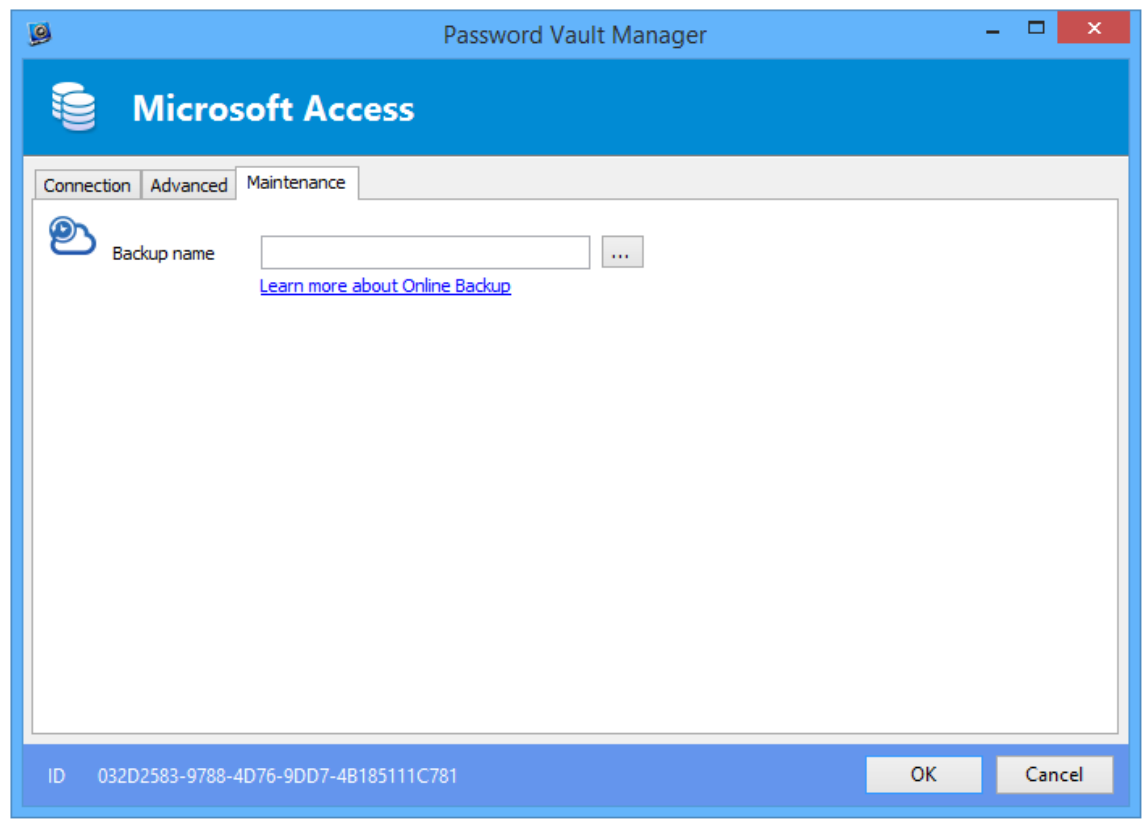 Password Vault Manager
Microsoft Access
Connection Advanced Maintenance
Backup name ...
Learn more about Online Backup
ID 032D2583-9788-4D76-9DD7-4B185111C781 OK Cancel